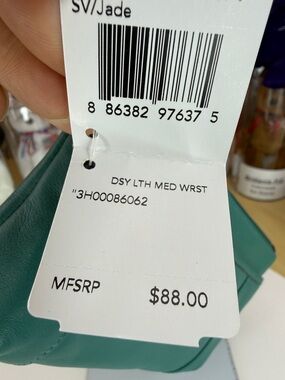 SV/Jade
8 86382 97637 5
DSY LTH MED WRST
"3H00086062
MFSRP $88.00